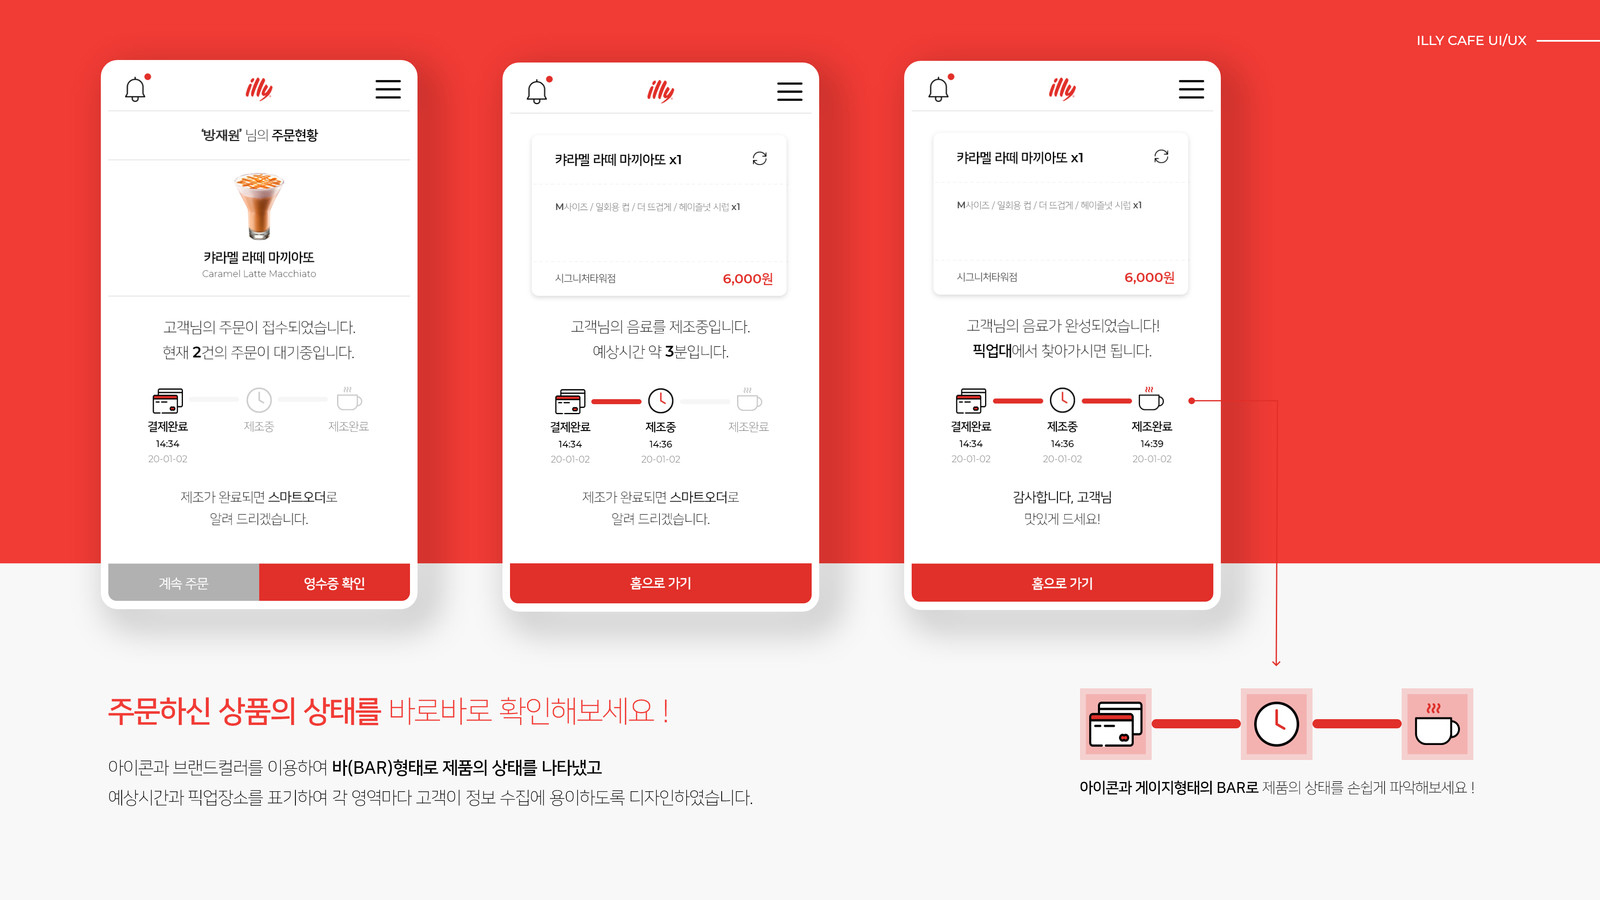 ILLY CAFE UI/UX
illy
'방재원' 님의 주문현황
캬라멜 라떼 마끼아또
Caramel Latte Macchiato
고객님의 주문이 접수되었습니다.
현재 2건의 주문이 대기중입니다.
결제완료 제조중 제조완료
14:34
20-01-02
제조가 완료되면 스마트오더로
알려 드리겠습니다.
계속 주문 영수증 확인
illy
캬라멜 라떼 마끼아또 x1
M사이즈 / 일회용 컵 / 더 뜨겁게 / 헤이즐넛 시럽 x1
시그니처타워점 6,000원
고객님의 음료를 제조중입니다.
예상시간 약 3분입니다.
결제완료 제조중 제조완료
14:34 14:36
20-01-02 20-01-02
제조가 완료되면 스마트오더로
알려 드리겠습니다.
홈으로 가기
illy
캬라멜 라떼 마끼아또 x1
M사이즈 / 일회용 컵 / 더 뜨겁게 / 헤이즐넛 시럽 x1
시그니처타워점 6,000원
고객님의 음료가 완성되었습니다!
픽업대에서 찾아가시면 됩니다.
결제완료 제조중 제조완료
14:34 14:36 14:39
20-01-02 20-01-02 20-01-02
감사합니다, 고객님
맛있게 드세요!
홈으로 가기
주문하신 상품의 상태를 바로바로 확인해보세요 !
아이콘과 브랜드컬러를 이용하여 바(BAR)형태로 제품의 상태를 나타냈고
예상시간과 픽업장소를 표기하여 각 영역마다 고객이 정보 수집에 용이하도록 디자인하였습니다.
아이콘과 게이지형태의 BAR로 제품의 상태를 손쉽게 파악해보세요 !